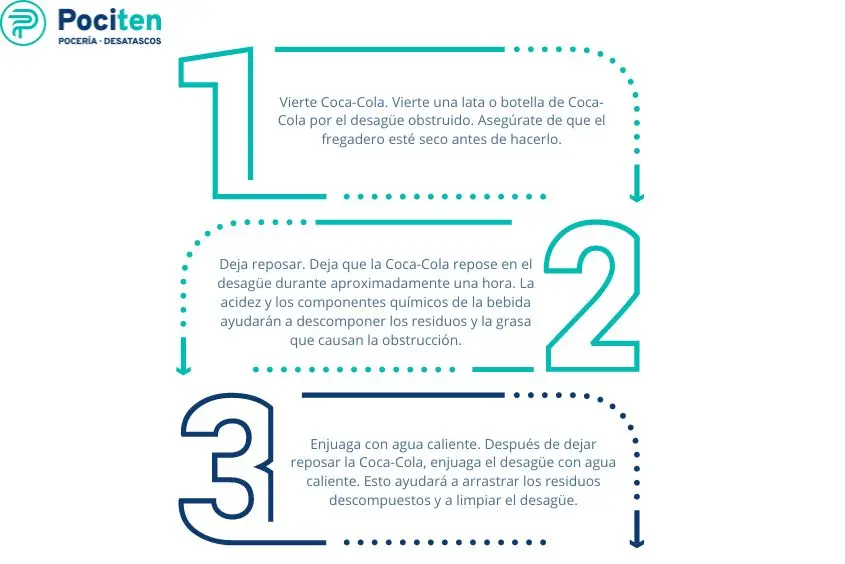 Pociten
POCERÍA · DESATASCOS
1
Vierte Coca-Cola. Vierte una lata o botella de Coca-
Cola por el desagüe obstruido. Asegúrate de que el
fregadero esté seco antes de hacerlo.
2
Deja reposar. Deja que la Coca-Cola repose en el
desagüe durante aproximadamente una hora. La
acidez y los componentes químicos de la bebida
ayudarán a descomponer los residuos y la grasa
que causan la obstrucción.
3
Enjuaga con agua caliente. Después de dejar
reposar la Coca-Cola, enjuaga el desagüe con agua
caliente. Esto ayudará a arrastrar los residuos
descompuestos y a limpiar el desagüe.